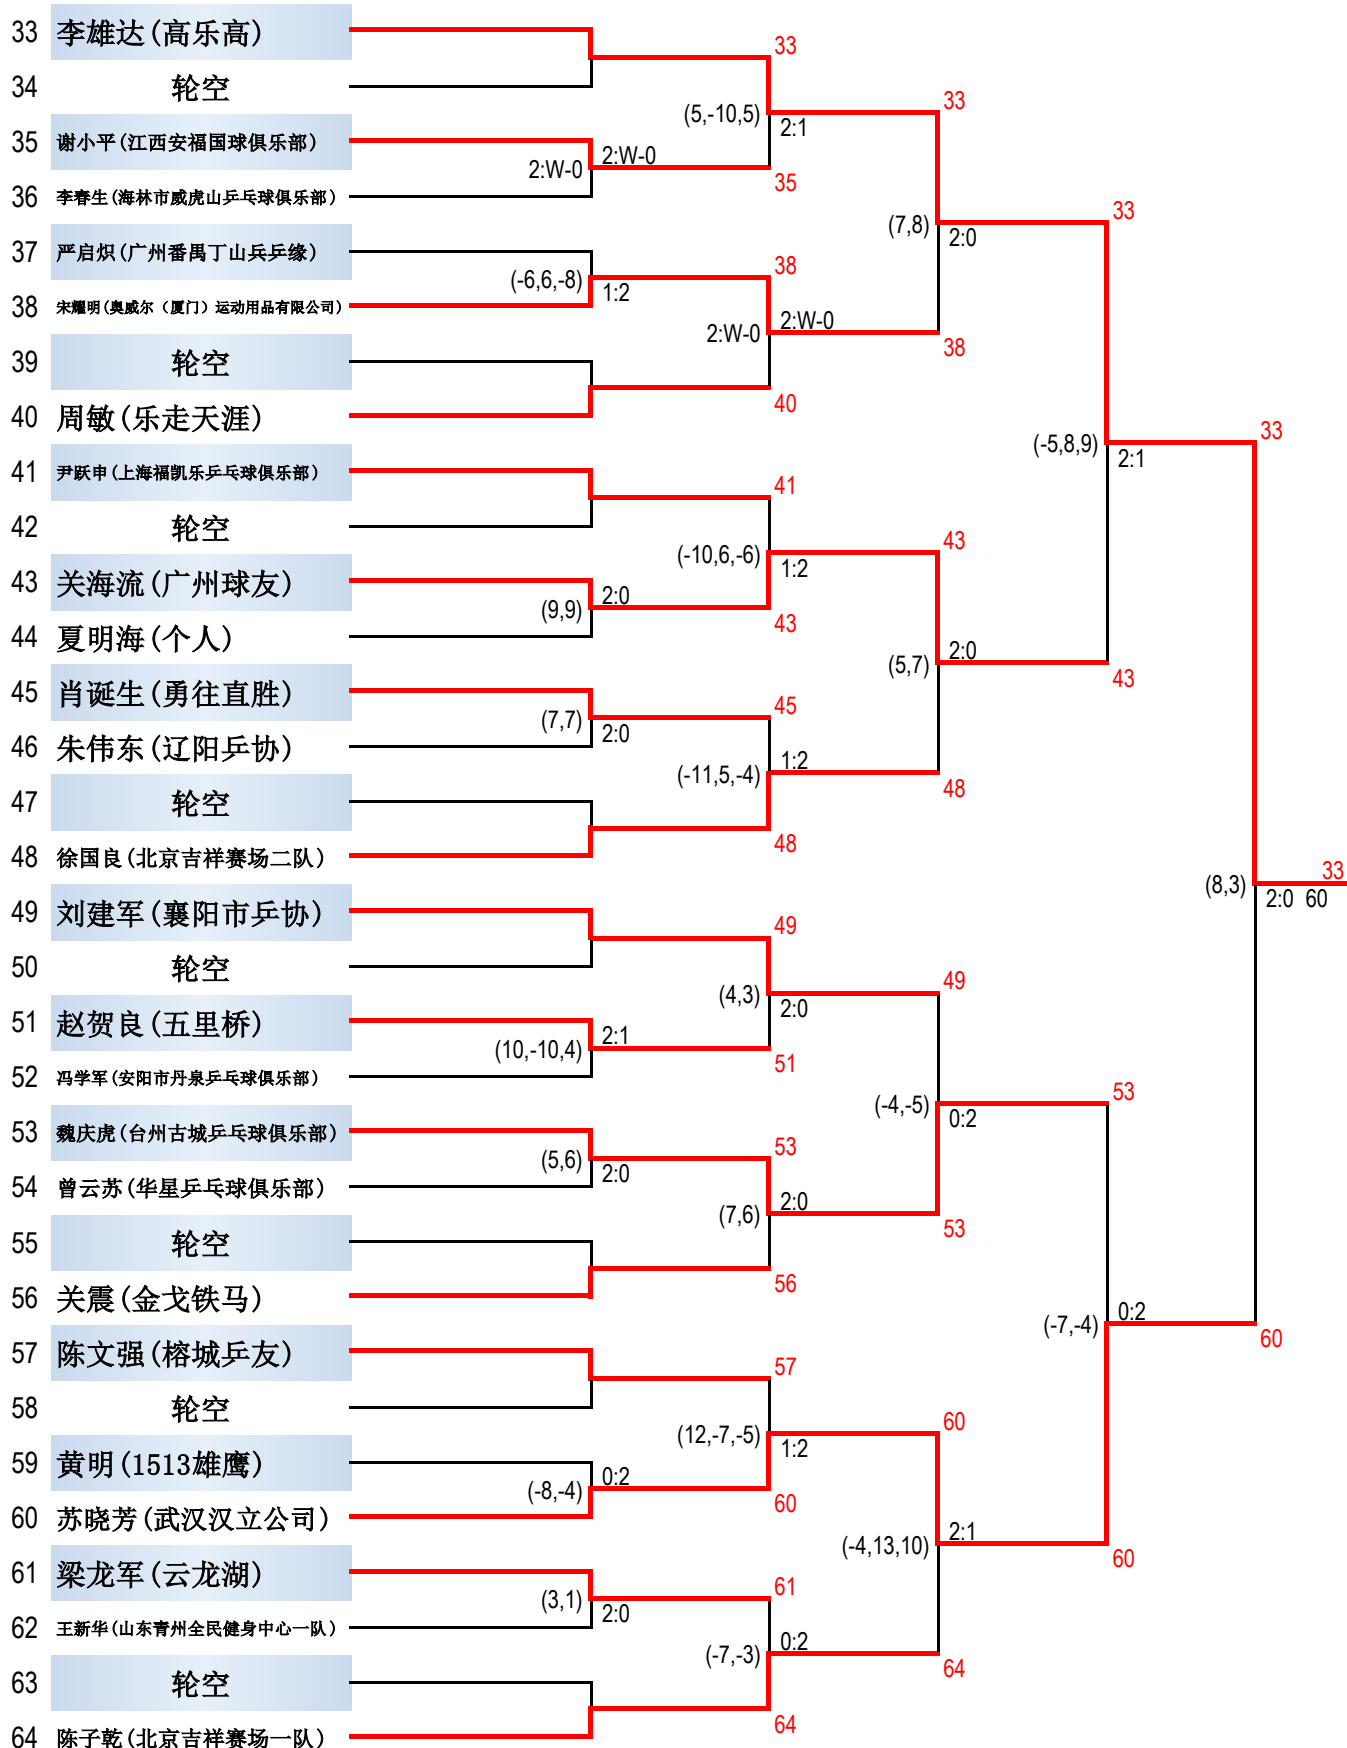 33 李雄达(高乐高)
33
34 轮空
(5,-10,5) 2:1 33
35 谢小平(江西安福国球俱乐部)
2:W-0 2:W-0
35
36 李春生(海林市威虎山乒乓球俱乐部)
(7,8) 2:0 33
37 严启炽(广州番禺丁山兵乒缘)
(-6,6,-8) 1:2 38
38 宋耀明(奥威尔（厦门）运动用品有限公司)
2:W-0 2:W-0 38
39 轮空
40
40 周敏(乐走天涯)
(-5,8,9) 2:1 33
41 尹跃申(上海福凯乐乒乓球俱乐部)
41
42 轮空
(-10,6,-6) 1:2 43
43 关海流(广州球友)
(9,9) 2:0 43
44 夏明海(个人)
(5,7) 2:0 43
45 肖诞生(勇往直胜)
(7,7) 2:0 45
46 朱伟东(辽阳乒协)
(-11,5,-4) 1:2 48
47 轮空
48
48 徐国良(北京吉祥赛场二队)
(8,3) 2:0 60 33
49 刘建军(襄阳市乒协)
49
50 轮空
(4,3) 2:0 49
51 赵贺良(五里桥)
(10,-10,4) 2:1 51
52 冯学军(安阳市丹泉乒乓球俱乐部)
(-4,-5) 0:2 53
53 魏庆虎(台州古城乒乓球俱乐部)
(5,6) 2:0 53
54 曾云苏(华星乒乓球俱乐部)
(7,6) 2:0 53
55 轮空
56
56 关震(金戈铁马)
(-7,-4) 0:2 60
57 陈文强(榕城乒友)
57
58 轮空
(12,-7,-5) 1:2 60
59 黄明(1513雄鹰)
(-8,-4) 0:2 60
60 苏晓芳(武汉汉立公司)
(-4,13,10) 2:1 60
61 梁龙军(云龙湖)
(3,1) 2:0 61
62 王新华(山东青州全民健身中心一队)
(-7,-3) 0:2 64
63 轮空
64
64 陈子乾(北京吉祥赛场一队)